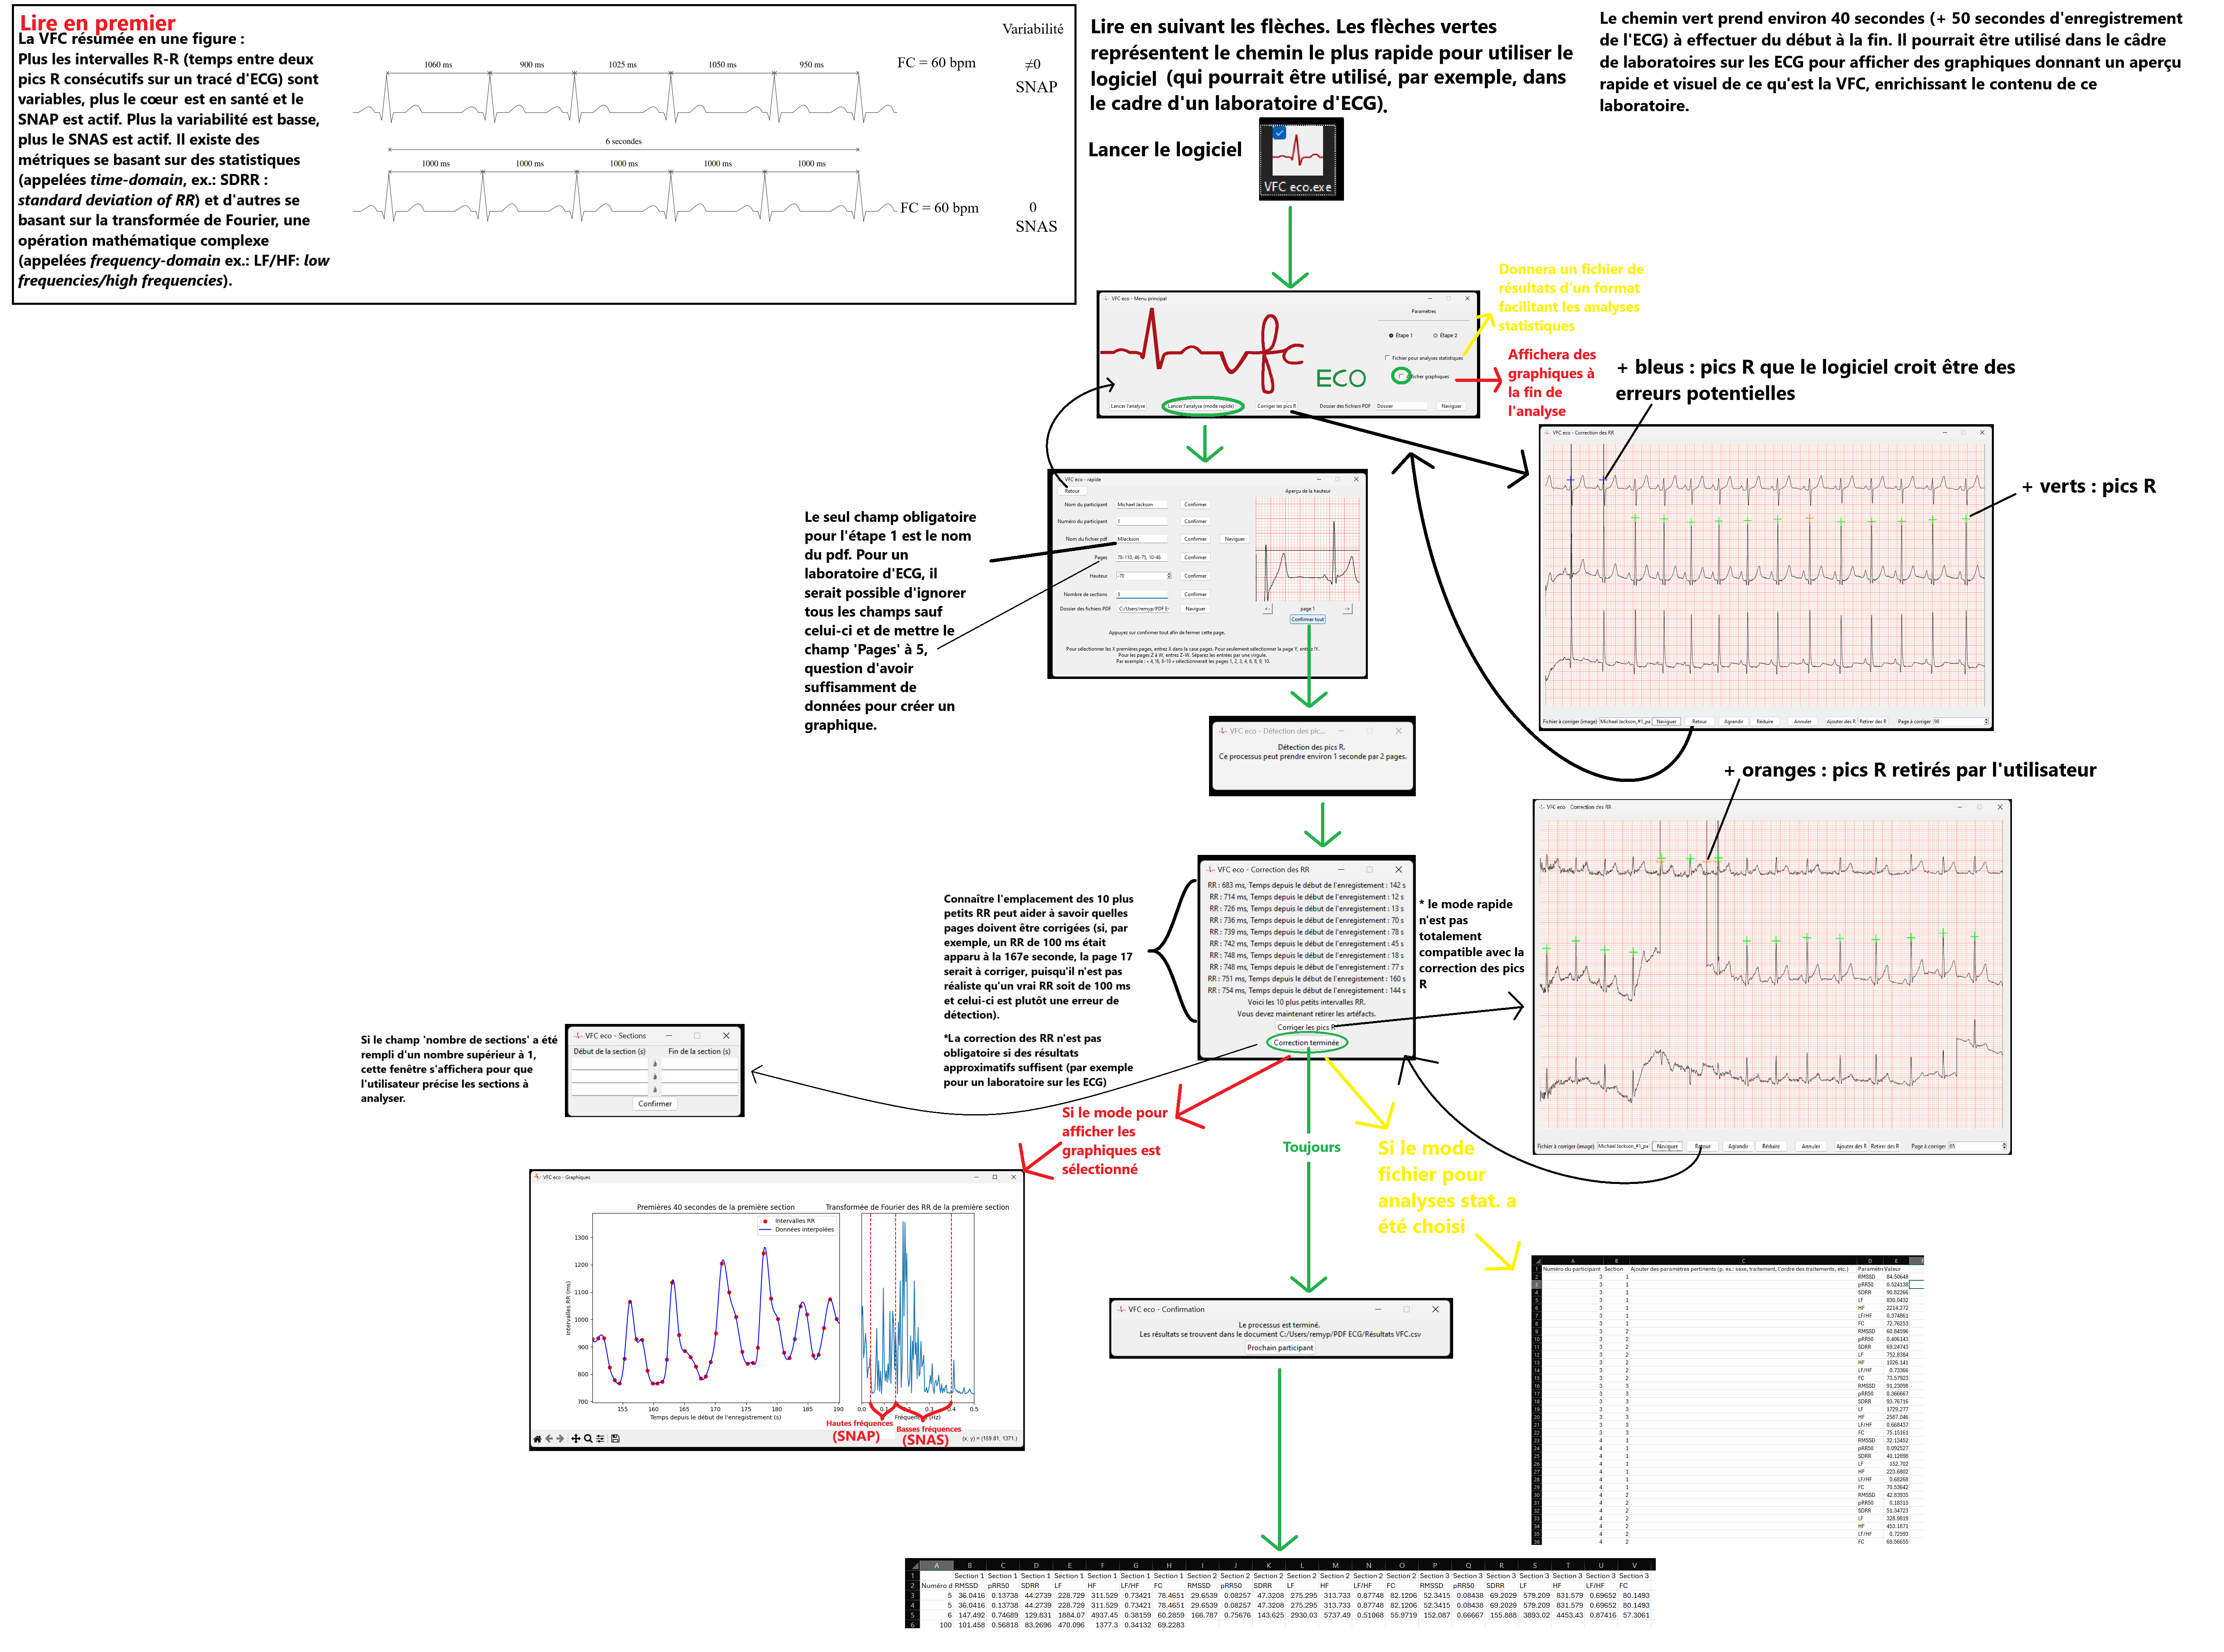 Lire en premier
La VFC résumée en une figure :
Plus les intervalles R-R (temps entre deux
pics R consécutifs sur un tracé d'ECG) sont
variables, plus le cœur est en santé et le
SNAP est actif. Plus la variabilité est basse,
plus le SNAS est actif. Il existe des
métriques se basant sur des statistiques
(appelées time-domain, ex.: SDRR :
standard deviation of RR) et d'autres se
basant sur la transformée de Fourier, une
opération mathématique complexe
(appelées frequency-domain ex.: LF/HF: low
frequencies/high frequencies).
Variabilité
1060 ms 900 ms 1025 ms 1050 ms 950 ms
FC = 60 bpm
≠0
SNAP
6 secondes
1000 ms 1000 ms 1000 ms 1000 ms 1000 ms
FC = 60 bpm
0
SNAS
Lire en suivant les flèches. Les flèches vertes
représentent le chemin le plus rapide pour utiliser le
logiciel (qui pourrait être utilisé, par exemple, dans
le cadre d'un laboratoire d'ECG).
Le chemin vert prend environ 40 secondes (+ 50 secondes d'enregistrement
de l'ECG) à effectuer du début à la fin. Il pourrait être utilisé dans le câdre
de laboratoires sur les ECG pour afficher des graphiques donnant un aperçu
rapide et visuel de ce qu'est la VFC, enrichissant le contenu de ce
laboratoire.
Lancer le logiciel
VFC eco.exe
VFC eco - Menu principal
vfc
ECO
Paramètres
Étape 1 Étape 2
Fichier pour analyses statistiques
Afficher graphiques
Lancer l'analyse Lancer l'analyse (mode rapide) Corriger les pics R Dossier des fichiers PDF Dossier Naviguer
Donnera un fichier de
résultats d'un format
facilitant les analyses
statistiques
Affichera des
graphiques à
la fin de
l'analyse
+ bleus : pics R que le logiciel croit être des
erreurs potentielles
VFC eco - Correction des RR
+ verts : pics R
Fichier à corriger (image) Michael Jackson_#1_pa Naviguer Retour Agrandir Réduire Annuler Ajouter des R Retirer des R Page à corriger 98
VFC eco - rapide
Retour
Aperçu de la hauteur
Nom du participant Michael Jackson Confirmer
Numéro du participant 1 Confirmer
Nom du fichier pdf MJackson Confirmer Naviguer
Pages 78-110, 46-73, 10-46 Confirmer
Hauteur -70 Confirmer
Nombre de sections 3 Confirmer
Dossier des fichiers PDF C:/Users/remyp/PDF E Naviguer
<- page 1 ->
Confirmer tout
Appuyez sur confirmer tout afin de fermer cette page.
Pour sélectionner les X premières pages, entrez X dans la case pages. Pour seulement sélectionner la page Y, entrez !Y.
Pour les pages Z à W, entrez Z-W. Séparez les entrées par une virgule.
Par exemple : « 4, !6, 8-10 » sélectionnerait les pages 1, 2, 3, 4, 6, 8, 9, 10.
Le seul champ obligatoire
pour l'étape 1 est le nom
du pdf. Pour un
laboratoire d'ECG, il
serait possible d'ignorer
tous les champs sauf
celui-ci et de mettre le
champ 'Pages' à 5,
question d'avoir
suffisamment de
données pour créer un
graphique.
VFC eco - Détection des pic...
Détection des pics R.
Ce processus peut prendre environ 1 seconde par 2 pages.
+ oranges : pics R retirés par l'utilisateur
VFC eco - Correction des RR
Fichier à corriger (image) Michael Jackson_#1_pa Naviguer Retour Agrandir Réduire Annuler Ajouter des R Retirer des R Page à corriger
VFC eco - Correction des RR
RR : 683 ms, Temps depuis le début de l'enregistement : 142 s
RR : 714 ms, Temps depuis le début de l'enregistement : 12 s
RR : 726 ms, Temps depuis le début de l'enregistement : 13 s
RR : 736 ms, Temps depuis le début de l'enregistement : 70 s
RR : 739 ms, Temps depuis le début de l'enregistement : 78 s
RR : 742 ms, Temps depuis le début de l'enregistement : 45 s
RR : 748 ms, Temps depuis le début de l'enregistement : 18 s
RR : 748 ms, Temps depuis le début de l'enregistement : 77 s
RR : 751 ms, Temps depuis le début de l'enregistement : 160 s
RR : 754 ms, Temps depuis le début de l'enregistement : 144 s
Voici les 10 plus petits intervalles RR.
Vous devez maintenant retirer les artéfacts.
Corriger les pics R
Correction terminée
Connaître l'emplacement des 10 plus
petits RR peut aider à savoir quelles
pages doivent être corrigées (si, par
exemple, un RR de 100 ms était
apparu à la 167e seconde, la page 17
serait à corriger, puisqu'il n'est pas
réaliste qu'un vrai RR soit de 100 ms
et celui-ci est plutôt une erreur de
détection).
*La correction des RR n'est pas
obligatoire si des résultats
approximatifs suffisent (par exemple
pour un laboratoire sur les ECG)
* le mode rapide
n'est pas
totalement
compatible avec la
correction des pics
R
Si le champ 'nombre de sections' a été
rempli d'un nombre supérieur à 1,
cette fenêtre s'affichera pour que
l'utilisateur précise les sections à
analyser.
VFC eco - Sections
Début de la section (s) Fin de la section (s)
à
à
à
Confirmer
Si le mode pour
afficher les
graphiques est
sélectionné
Toujours
Si le mode
fichier pour
analyses stat. a
été choisi
VFC eco - Graphiques
Premières 40 secondes de la première section
Transformée de Fourier des RR de la première section
Intervalles RR
Données interpolées
Intervalles RR (ms)
1300
1200
1100
1000
900
800
700
155 160 165 170 175 180 185 190
Temps depuis le début de l'enregistrement (s)
0.0 0.1 0.2 0.3 0.4 0.5
Fréquence (Hz)
Hautes fréquences
(SNAP)
Basses fréquences
(SNAS)
(x, y) = (159.81, 1371.)
VFC eco - Confirmation
Le processus est terminé.
Les résultats se trouvent dans le document C:/Users/remyp/PDF ECG/Résultats VFC.csv
Prochain participant
A B C D E
1 Numéro du participant Section Ajouter des paramètres pertinents (p. ex.: sexe, traitement, l'ordre des traitements, etc.) Paramètre Valeur
2 3 1 RMSSD 84.50648
3 3 1 pRR50 0.524138
4 3 1 SDRR 90.82266
5 3 1 LF 830.0432
6 3 1 HF 2214.272
7 3 1 LF/HF 0.374861
8 3 1 FC 72.76253
9 3 2 RMSSD 60.84596
10 3 2 pRR50 0.406143
11 3 2 SDRR 69.24743
12 3 2 LF 752.8384
13 3 2 HF 1026.141
14 3 2 LF/HF 0.73366
15 3 2 FC 73.57923
16 3 3 RMSSD 91.23098
17 3 3 pRR50 0.366667
18 3 3 SDRR 93.76716
19 3 3 LF 1729.277
20 3 3 HF 2587.046
21 3 3 LF/HF 0.668437
22 3 3 FC 75.15161
23 4 1 RMSSD 32.13452
24 4 1 pRR50 0.092527
25 4 1 SDRR 40.12898
26 4 1 LF 152.702
27 4 1 HF 223.6802
28 4 1 LF/HF 0.68268
29 4 1 FC 70.53642
30 4 2 RMSSD 42.83935
31 4 2 pRR50 0.18315
32 4 2 SDRR 51.34723
33 4 2 LF 328.9819
34 4 2 HF 453.1871
35 4 2 LF/HF 0.72593
36 4 2 FC 68.56655
A B C D E F G H I J K L M N O P Q R S T U V
1 Section 1 Section 1 Section 1 Section 1 Section 1 Section 1 Section 1 Section 2 Section 2 Section 2 Section 2 Section 2 Section 2 Section 2 Section 3 Section 3 Section 3 Section 3 Section 3 Section 3 Section 3
2 Numéro d RMSSD pRR50 SDRR LF HF LF/HF FC RMSSD pRR50 SDRR LF HF LF/HF FC RMSSD pRR50 SDRR LF HF LF/HF FC
3 5 36.0416 0.13738 44.2739 228.729 311.529 0.73421 78.4651 29.6539 0.08257 47.3208 275.295 313.733 0.87748 82.1206 52.3415 0.08438 69.2029 579.209 831.579 0.69652 80.1493
4 5 36.0416 0.13738 44.2739 228.729 311.529 0.73421 78.4651 29.6539 0.08257 47.3208 275.295 313.733 0.87748 82.1206 52.3415 0.08438 69.2029 579.209 831.579 0.69652 80.1493
5 6 147.492 0.74689 129.831 1884.07 4937.45 0.38159 60.2859 166.787 0.75676 143.625 2930.03 5737.49 0.51068 55.9719 152.087 0.66667 155.888 3893.02 4453.43 0.87416 57.3061
6 100 101.458 0.56818 83.2696 470.096 1377.3 0.34132 69.2283